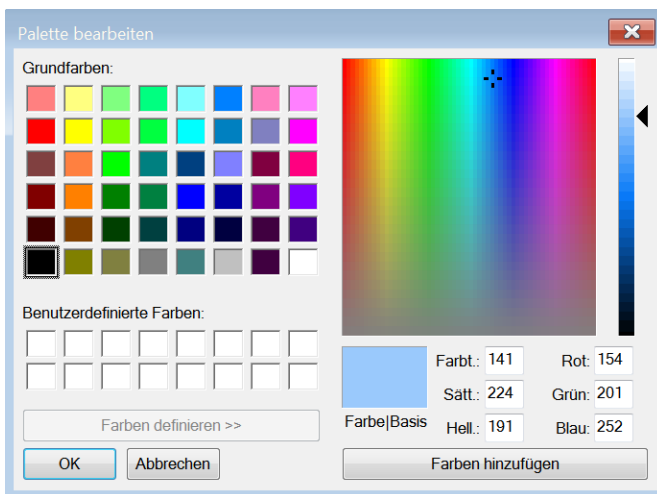 Palette bearbeiten
Grundfarben:
Benutzerdefinierte Farben:
Farben definieren >>
OK
Abbrechen
Farbe|Basis
Farbt.: 141
Sätt.: 224
Hell.: 191
Rot: 154
Grün: 201
Blau: 252
Farben hinzufügen